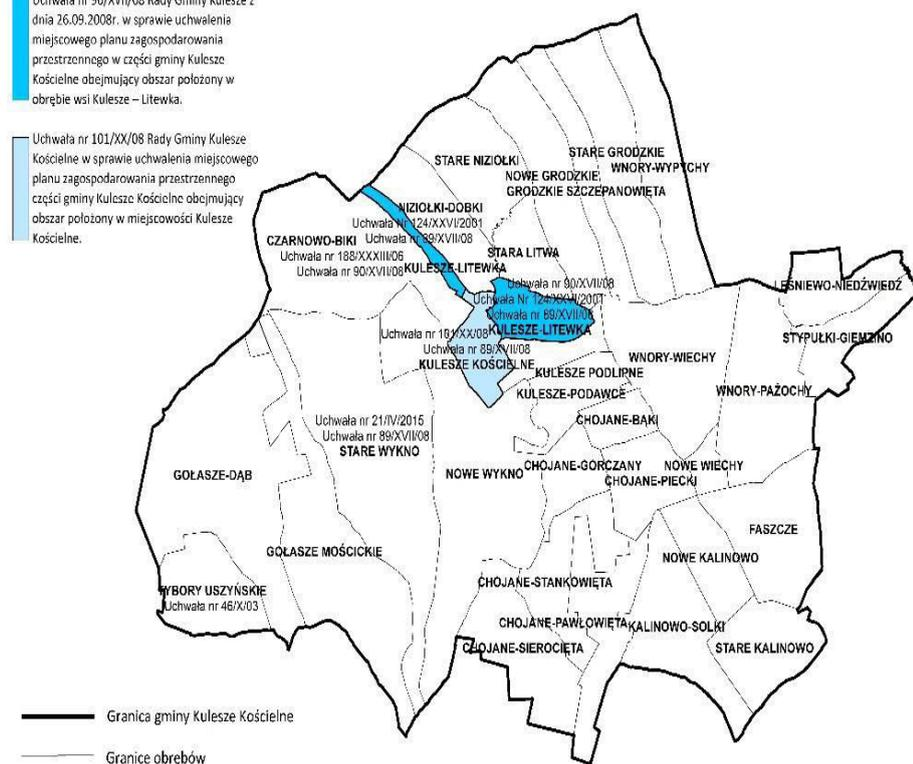 Uchwała nr 90/XVII/08 Rady Gminy Kulesze z
dnia 26.09.2008r. w sprawie uchwalenia
miejscowego planu zagospodarowania
przestrzennego w części gminy Kulesze
Kościelne obejmujący obszar położony w
obrębie wsi Kulesze – Litewka.
Uchwała nr 101/XX/08 Rady Gminy Kulesze
Kościelne w sprawie uchwalenia miejscowego
planu zagospodarowania przestrzennego
części gminy Kulesze Kościelne obejmujący
obszar położony w miejscowości Kulesze
Kościelne.
STARE NIZIOŁKI
STARE GRODZKIE
WNORY-WYPYCHY
NOWE GRODZKIE
GRODZKIE SZCZEPANOWIĘTA
NIZIOŁKI-DOBKI
Uchwała Nr 124/XXVI/2001
Uchwała nr 89/XVII/08
CZARNOWO-BIKI
Uchwała nr 188/XXXIII/06
Uchwała nr 90/XVII/08
KULESZE-LITEWKA
STARA LITWA
Uchwała nr 90/XVII/08
Uchwała Nr 124/XXVI/2001
Uchwała nr 89/XVII/08
KULESZE-LITEWKA
Uchwała nr 101/XX/08
Uchwała nr 89/XVII/08
KULESZE KOŚCIELNE
LEŚNIEWO-NIEDŹWIEDŹ
STYPUŁKI-GIEMZINO
WNORY-WIECHY
KULESZE PODLIPNE
KULESZE-PODAWCE
WNORY-PAŻOCHY
CHOJANE-BĄKI
Uchwała nr 21/IV/2015
Uchwała nr 89/XVII/08
STARE WYKNO
GOŁASZE-DĄB
NOWE WYKNO
CHOJANE-GORCZANY
NOWE WIECHY
CHOJANE-PIECKI
FASZCZE
GOŁASZE MOŚCICKIE
NOWE KALINOWO
TYBORY USZYŃSKIE
Uchwała nr 46/X/03
CHOJANE-STANKOWIĘTA
CHOJANE-PAWŁOWIĘTA
KALINOWO-SOLKI
CHOJANE-SIEROCIĘTA
STARE KALINOWO
Granica gminy Kulesze Kościelne
Granice obrębów